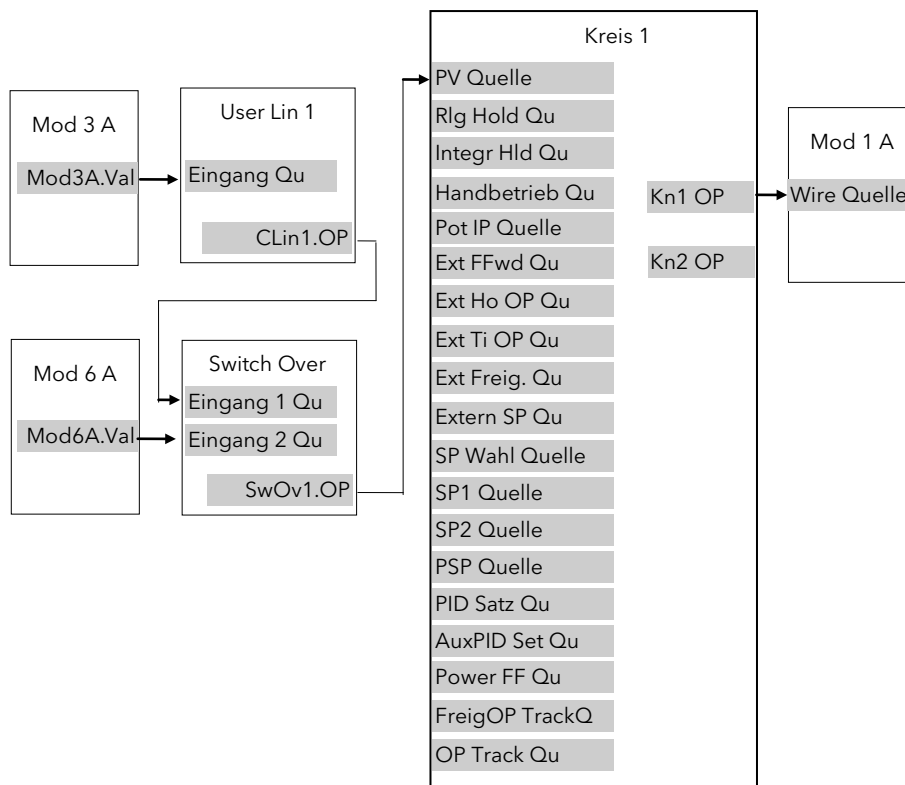 Mod 3 A
Mod3A.Val
User Lin 1
Eingang Qu
CLin1.OP
Mod 6 A
Mod6A.Val
Switch Over
Eingang 1 Qu
Eingang 2 Qu
SwOv1.OP
Kreis 1
PV Quelle
Rlg Hold Qu
Integr Hld Qu
Handbetrieb Qu
Pot IP Quelle
Ext FFwd Qu
Ext Ho OP Qu
Ext Ti OP Qu
Ext Freig. Qu
Extern SP Qu
SP Wahl Quelle
SP1 Quelle
SP2 Quelle
PSP Quelle
PID Satz Qu
AuxPID Set Qu
Power FF Qu
FreigOP TrackQ
OP Track Qu
Kn1 OP
Kn2 OP
Mod 1 A
Wire Quelle